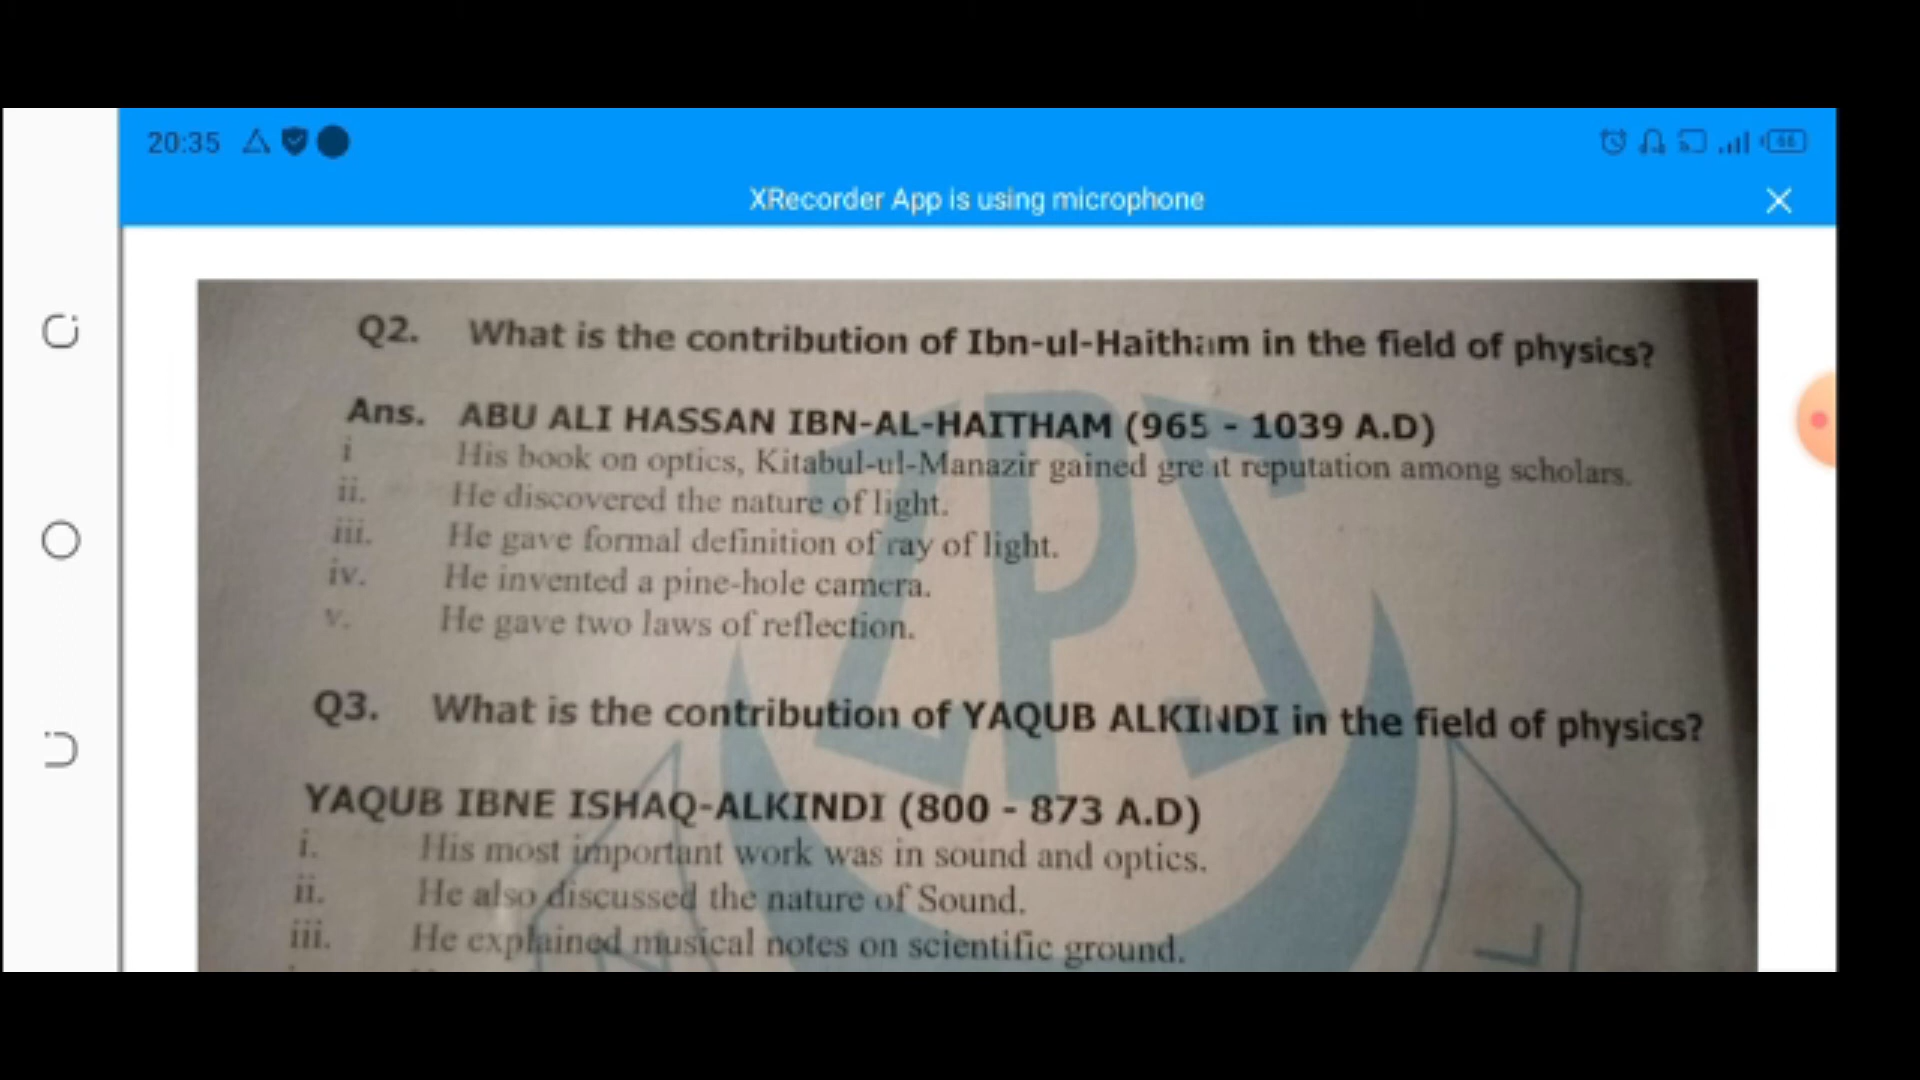 20:35
66
XRecorder App is using microphone
Q2. What is the contribution of Ibn-ul-Haitham in the field of physics?
Ans. ABU ALI HASSAN IBN-AL-HAITHAM (965 - 1039 A.D)
i His book on optics, Kitabul-ul-Manazir gained great reputation among scholars.
ii. He discovered the nature of light.
iii. He gave formal definition of ray of light.
iv. He invented a pine-hole camera.
v. He gave two laws of reflection.
ZPS
Q3. What is the contribution of YAQUB ALKINDI in the field of physics?
YAQUB IBNE ISHAQ-ALKINDI (800 - 873 A.D)
i. His most important work was in sound and optics.
ii. He also discussed the nature of Sound.
iii. He explained musical notes on scientific ground.